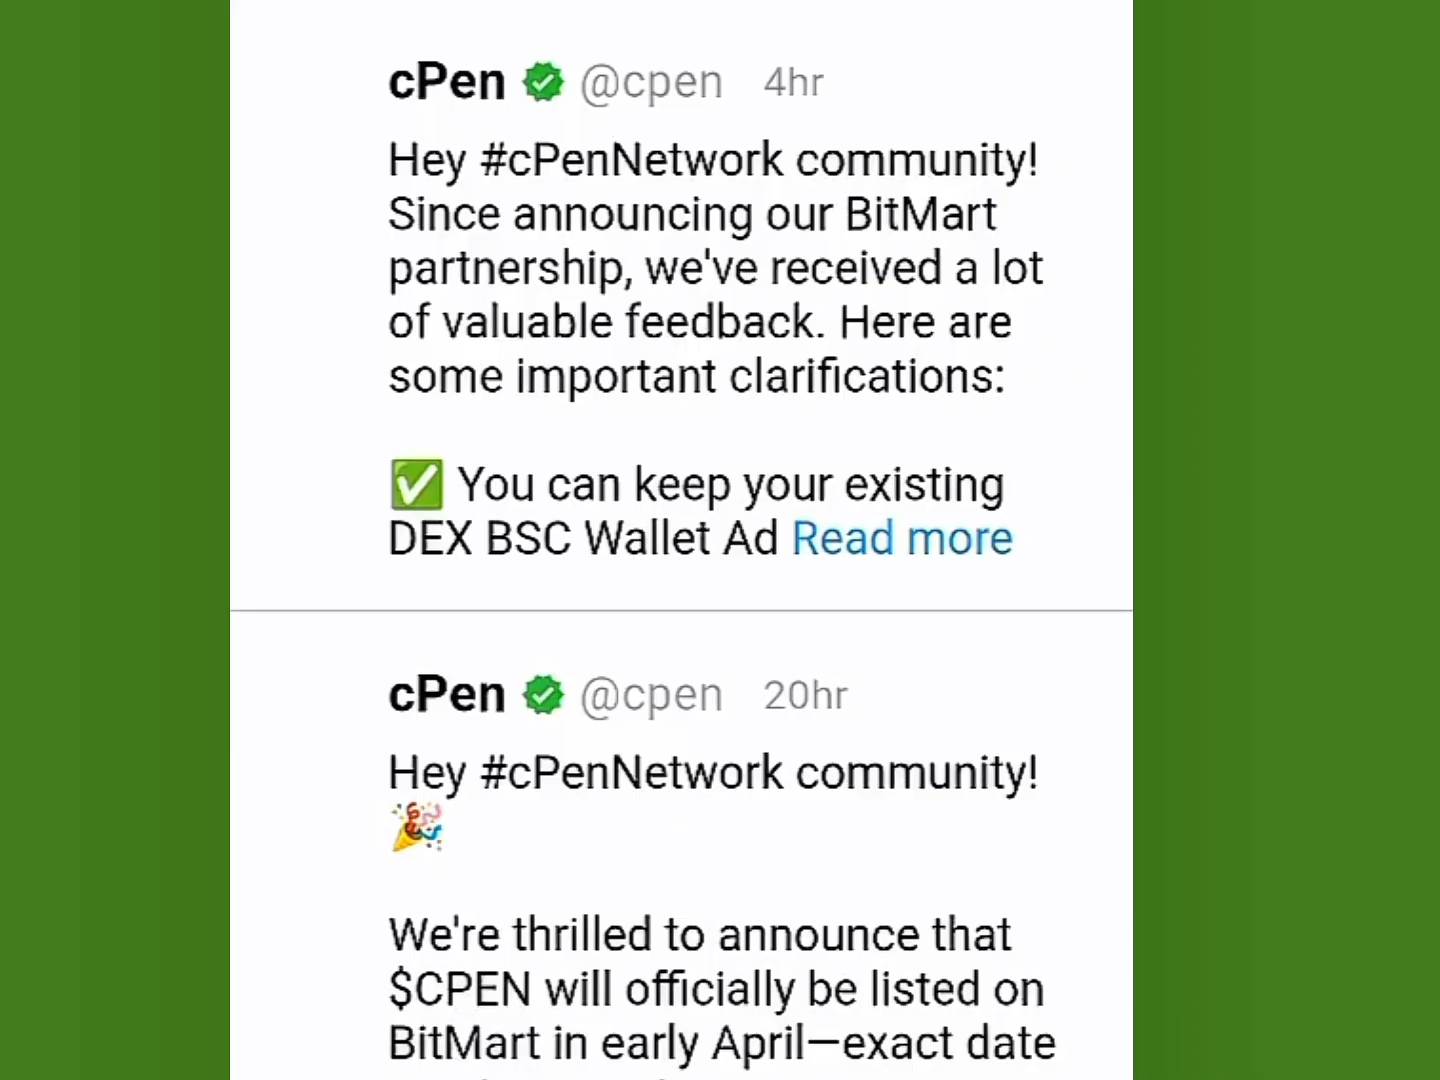 cPen @cpen 4hr
Hey #cPenNetwork community!
Since announcing our BitMart
partnership, we've received a lot
of valuable feedback. Here are
some important clarifications:
✅ You can keep your existing
DEX BSC Wallet Ad Read more
cPen @cpen 20hr
Hey #cPenNetwork community!
🎉
We're thrilled to announce that
$CPEN will officially be listed on
BitMart in early April—exact date